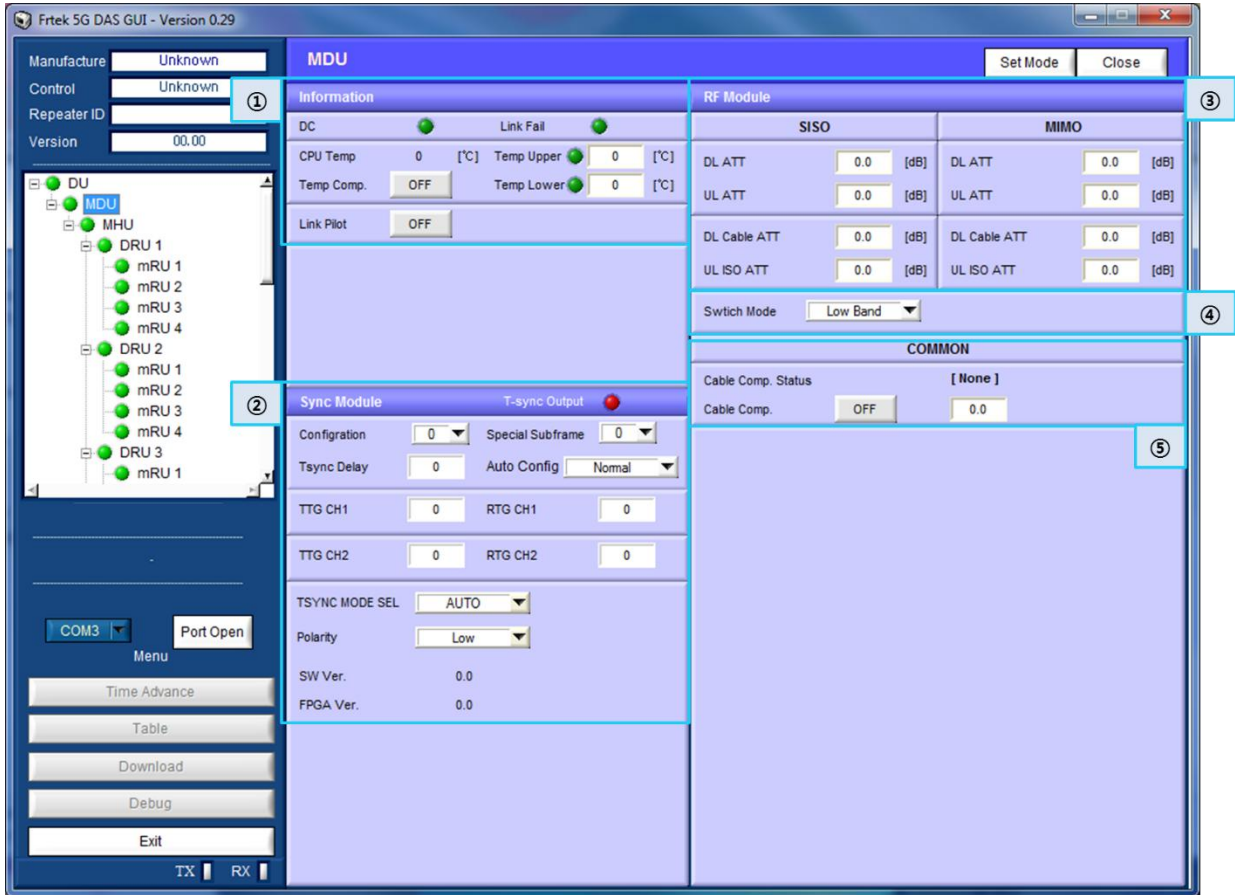 Frtek 5G DAS GUI - Version 0.29
Manufacture Unknown
Control Unknown
Repeater ID
Version 00.00
DU
MDU
MHU
DRU 1
mRU 1
mRU 2
mRU 3
mRU 4
DRU 2
mRU 1
mRU 2
mRU 3
mRU 4
DRU 3
mRU 1
-
COM3 Port Open
Menu
Time Advance
Table
Download
Debug
Exit
TX RX
MDU Set Mode Close
①
Information
DC Link Fail
CPU Temp 0 [℃] Temp Upper 0 [℃]
Temp Comp. OFF Temp Lower 0 [℃]
Link Pilot OFF
②
Sync Module T-sync Output
Configration 0 Special Subframe 0
Tsync Delay 0 Auto Config Normal
TTG CH1 0 RTG CH1 0
TTG CH2 0 RTG CH2 0
TSYNC MODE SEL AUTO
Polarity Low
SW Ver. 0.0
FPGA Ver. 0.0
RF Module
③
SISO MIMO
DL ATT 0.0 [dB] DL ATT 0.0 [dB]
UL ATT 0.0 [dB] UL ATT 0.0 [dB]
DL Cable ATT 0.0 [dB] DL Cable ATT 0.0 [dB]
UL ISO ATT 0.0 [dB] UL ISO ATT 0.0 [dB]
Swtich Mode Low Band
④
COMMON
Cable Comp. Status [ None ]
Cable Comp. OFF 0.0
⑤